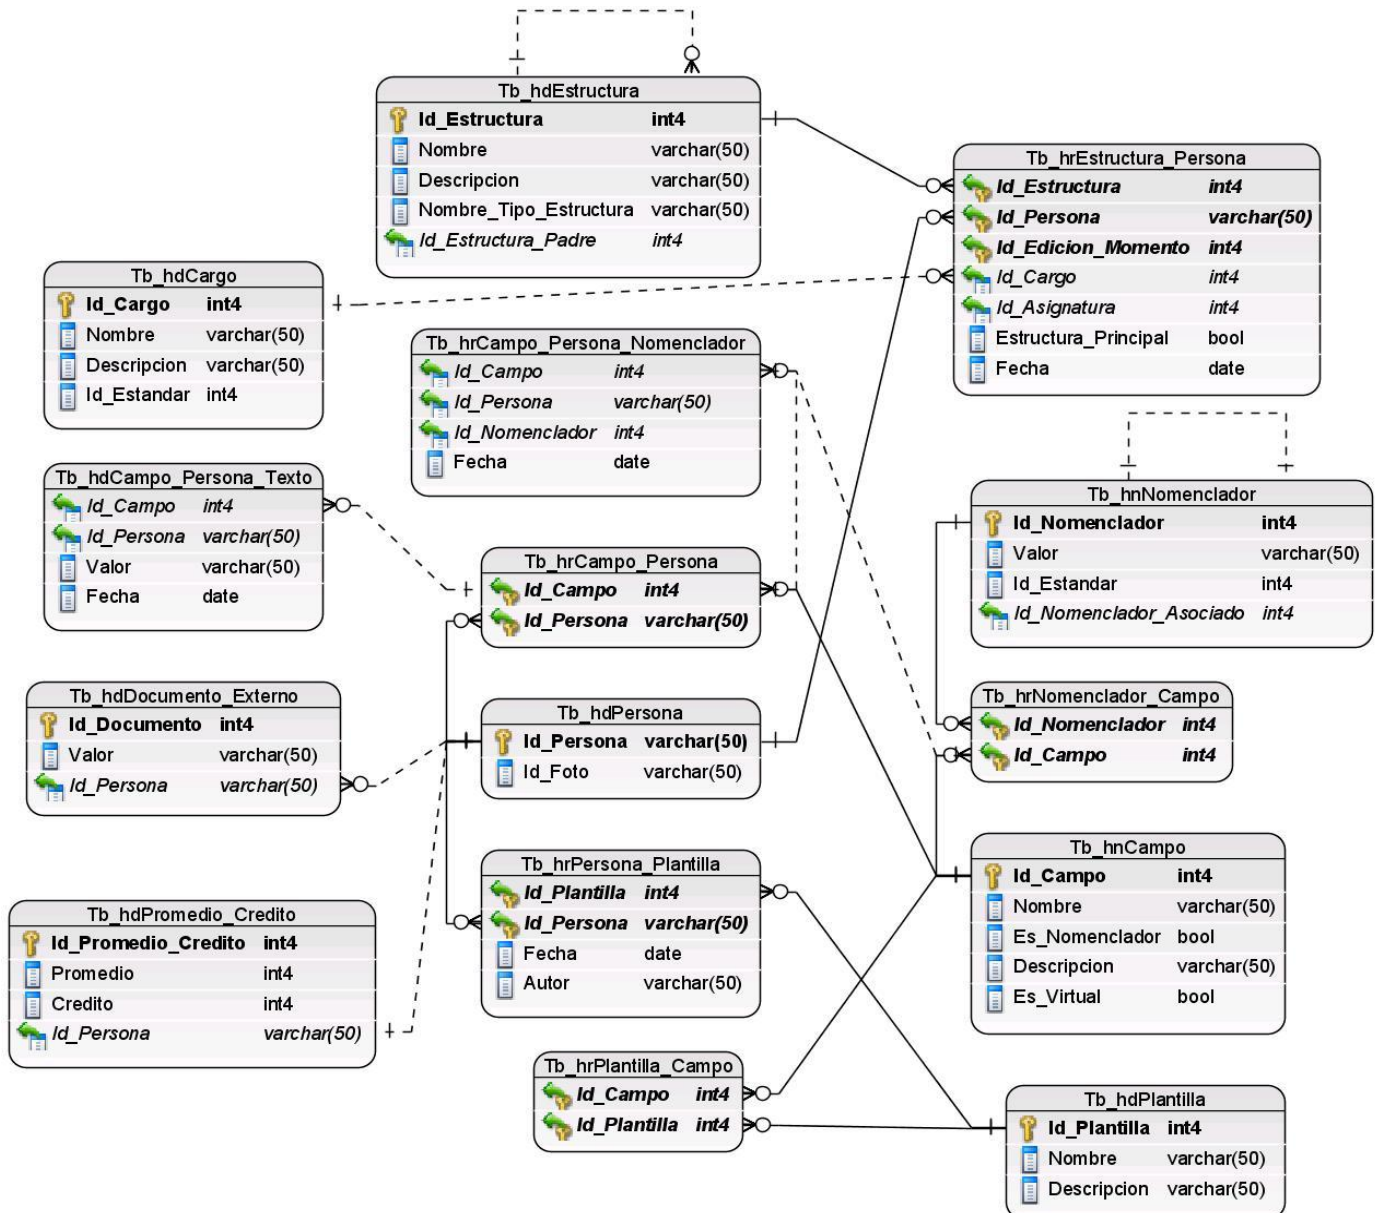 Tb_hdEstructura
Id_Estructura int4
Nombre varchar(50)
Descripcion varchar(50)
Nombre_Tipo_Estructura varchar(50)
Id_Estructura_Padre int4
Tb_hrEstructura_Persona
Id_Estructura int4
Id_Persona varchar(50)
Id_Edicion_Momento int4
Id_Cargo int4
Id_Asignatura int4
Estructura_Principal bool
Fecha date
Tb_hdCargo
Id_Cargo int4
Nombre varchar(50)
Descripcion varchar(50)
Id_Estandar int4
Tb_hrCampo_Persona_Nomenclador
Id_Campo int4
Id_Persona varchar(50)
Id_Nomenclador int4
Fecha date
Tb_hdCampo_Persona_Texto
Id_Campo int4
Id_Persona varchar(50)
Valor varchar(50)
Fecha date
Tb_hnNomenclador
Id_Nomenclador int4
Valor varchar(50)
Id_Estandar int4
Id_Nomenclador_Asociado int4
Tb_hrCampo_Persona
Id_Campo int4
Id_Persona varchar(50)
Tb_hdDocumento_Externo
Id_Documento int4
Valor varchar(50)
Id_Persona varchar(50)
Tb_hdPersona
Id_Persona varchar(50)
Id_Foto varchar(50)
Tb_hrNomenclador_Campo
Id_Nomenclador int4
Id_Campo int4
Tb_hrPersona_Plantilla
Id_Plantilla int4
Id_Persona varchar(50)
Fecha date
Autor varchar(50)
Tb_hnCampo
Id_Campo int4
Nombre varchar(50)
Es_Nomenclador bool
Descripcion varchar(50)
Es_Virtual bool
Tb_hdPromedio_Credito
Id_Promedio_Credito int4
Promedio int4
Credito int4
Id_Persona varchar(50)
Tb_hrPlantilla_Campo
Id_Campo int4
Id_Plantilla int4
Tb_hdPlantilla
Id_Plantilla int4
Nombre varchar(50)
Descripcion varchar(50)